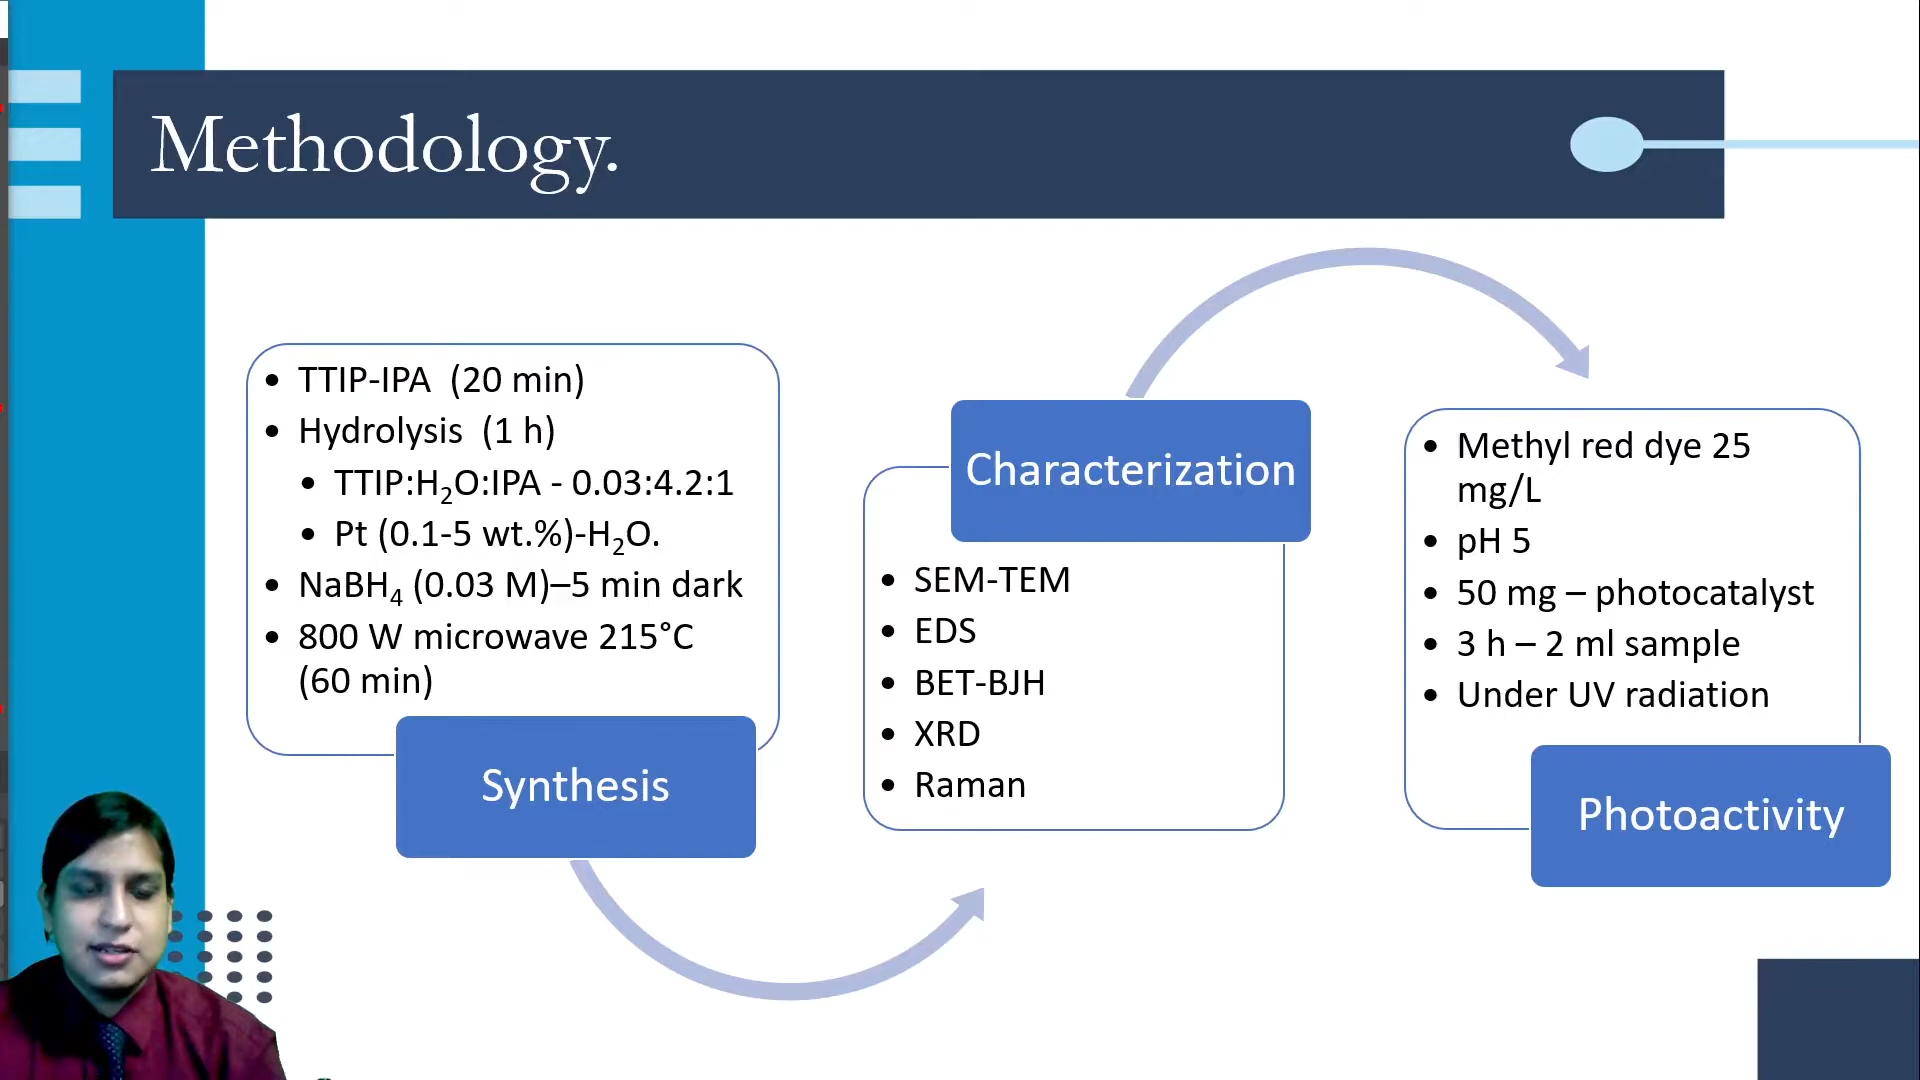 Methodology.
• TTIP-IPA  (20 min)
• Hydrolysis  (1 h)
• TTIP:H₂O:IPA - 0.03:4.2:1
• Pt (0.1-5 wt.%)-H₂O.
• NaBH₄ (0.03 M)–5 min dark
• 800 W microwave 215°C
(60 min)
Synthesis
Characterization
• SEM-TEM
• EDS
• BET-BJH
• XRD
• Raman
• Methyl red dye 25
mg/L
• pH 5
• 50 mg – photocatalyst
• 3 h – 2 ml sample
• Under UV radiation
Photoactivity